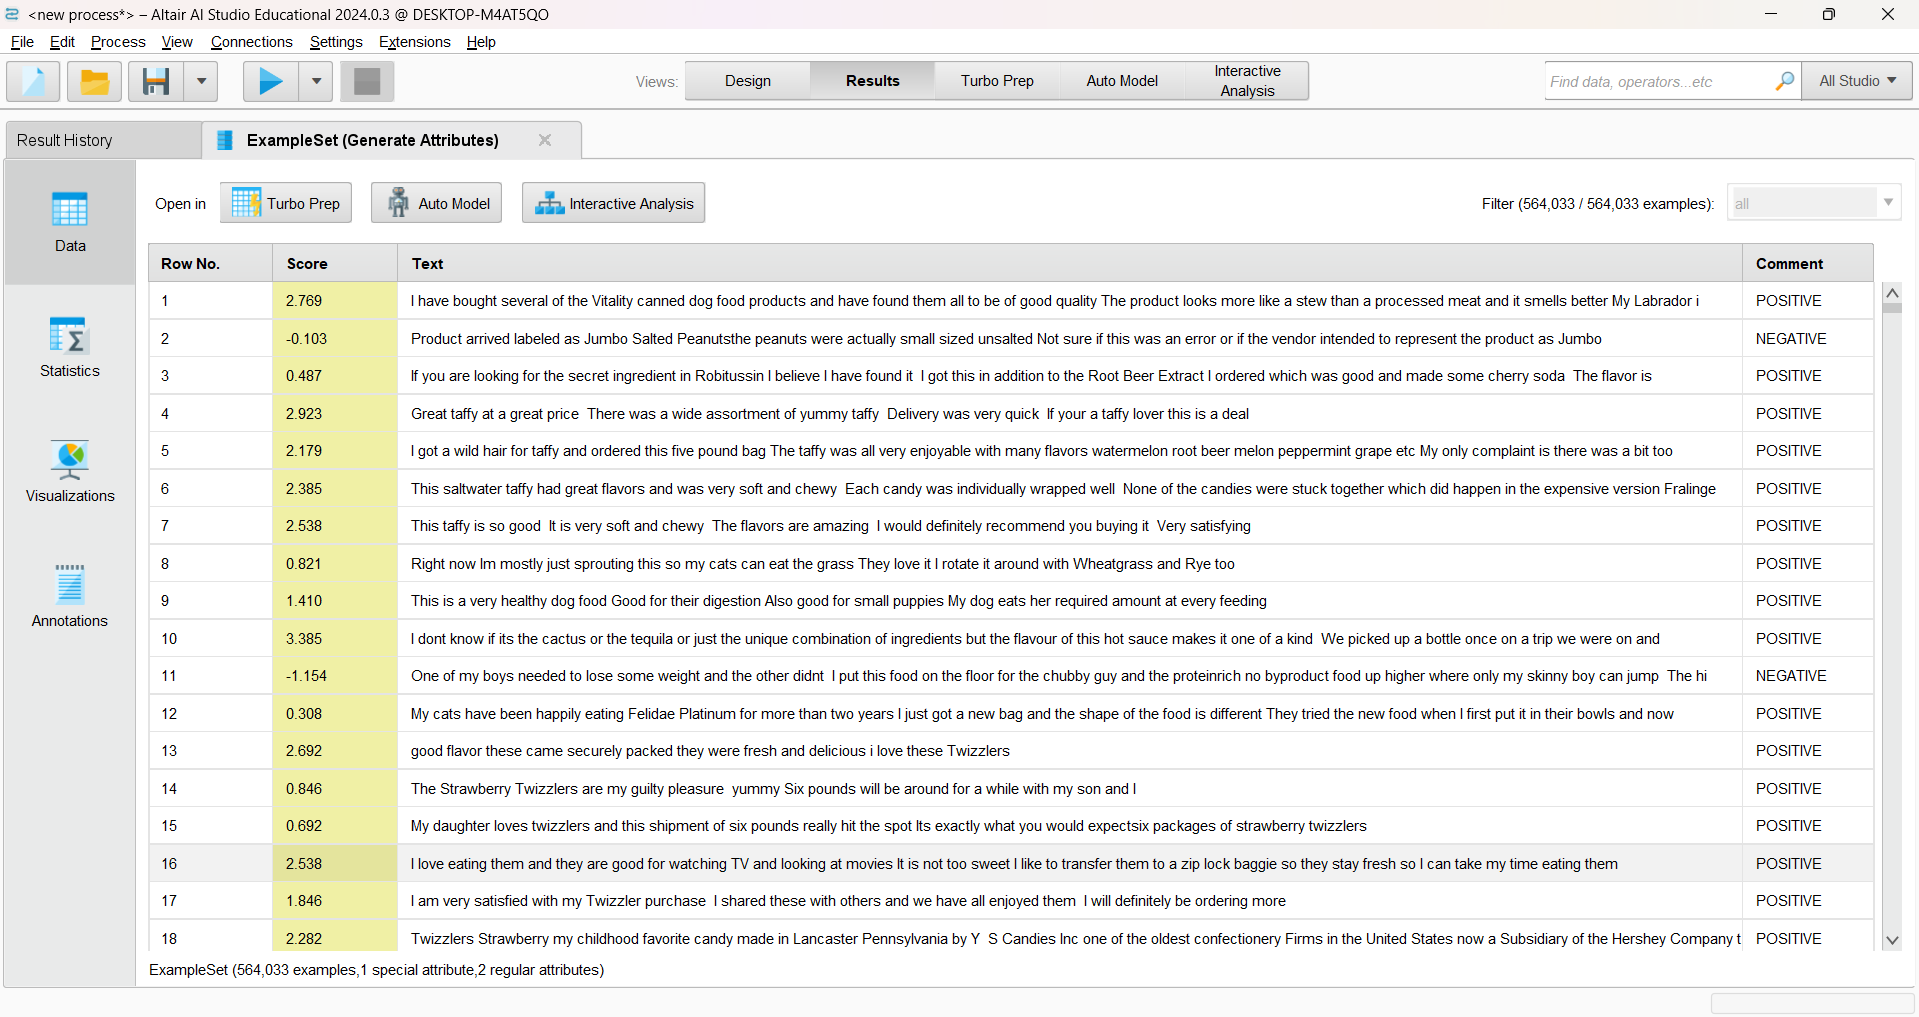 <new process*> – Altair AI Studio Educational 2024.0.3 @ DESKTOP-M4AT5QO
File Edit Process View Connections Settings Extensions Help
Views: Design Results Turbo Prep Auto Model Interactive Analysis
Find data, operators...etc All Studio
Result History ExampleSet (Generate Attributes)
Open in Turbo Prep Auto Model Interactive Analysis Filter (564,033 / 564,033 examples): all
Data
Statistics
Visualizations
Annotations
Row No. Score Text Comment
1 2.769 I have bought several of the Vitality canned dog food products and have found them all to be of good quality The product looks more like a stew than a processed meat and it smells better My Labrador i POSITIVE
2 -0.103 Product arrived labeled as Jumbo Salted Peanutsthe peanuts were actually small sized unsalted Not sure if this was an error or if the vendor intended to represent the product as Jumbo NEGATIVE
3 0.487 If you are looking for the secret ingredient in Robitussin I believe I have found it I got this in addition to the Root Beer Extract I ordered which was good and made some cherry soda The flavor is POSITIVE
4 2.923 Great taffy at a great price There was a wide assortment of yummy taffy Delivery was very quick If your a taffy lover this is a deal POSITIVE
5 2.179 I got a wild hair for taffy and ordered this five pound bag The taffy was all very enjoyable with many flavors watermelon root beer melon peppermint grape etc My only complaint is there was a bit too POSITIVE
6 2.385 This saltwater taffy had great flavors and was very soft and chewy Each candy was individually wrapped well None of the candies were stuck together which did happen in the expensive version Fralinge POSITIVE
7 2.538 This taffy is so good It is very soft and chewy The flavors are amazing I would definitely recommend you buying it Very satisfying POSITIVE
8 0.821 Right now Im mostly just sprouting this so my cats can eat the grass They love it I rotate it around with Wheatgrass and Rye too POSITIVE
9 1.410 This is a very healthy dog food Good for their digestion Also good for small puppies My dog eats her required amount at every feeding POSITIVE
10 3.385 I dont know if its the cactus or the tequila or just the unique combination of ingredients but the flavour of this hot sauce makes it one of a kind We picked up a bottle once on a trip we were on and POSITIVE
11 -1.154 One of my boys needed to lose some weight and the other didnt I put this food on the floor for the chubby guy and the proteinrich no byproduct food up higher where only my skinny boy can jump The hi NEGATIVE
12 0.308 My cats have been happily eating Felidae Platinum for more than two years I just got a new bag and the shape of the food is different They tried the new food when I first put it in their bowls and now POSITIVE
13 2.692 good flavor these came securely packed they were fresh and delicious i love these Twizzlers POSITIVE
14 0.846 The Strawberry Twizzlers are my guilty pleasure yummy Six pounds will be around for a while with my son and I POSITIVE
15 0.692 My daughter loves twizzlers and this shipment of six pounds really hit the spot Its exactly what you would expectsix packages of strawberry twizzlers POSITIVE
16 2.538 I love eating them and they are good for watching TV and looking at movies It is not too sweet I like to transfer them to a zip lock baggie so they stay fresh so I can take my time eating them POSITIVE
17 1.846 I am very satisfied with my Twizzler purchase I shared these with others and we have all enjoyed them I will definitely be ordering more POSITIVE
18 2.282 Twizzlers Strawberry my childhood favorite candy made in Lancaster Pennsylvania by Y S Candies Inc one of the oldest confectionery Firms in the United States now a Subsidiary of the Hershey Company t POSITIVE
ExampleSet (564,033 examples,1 special attribute,2 regular attributes)